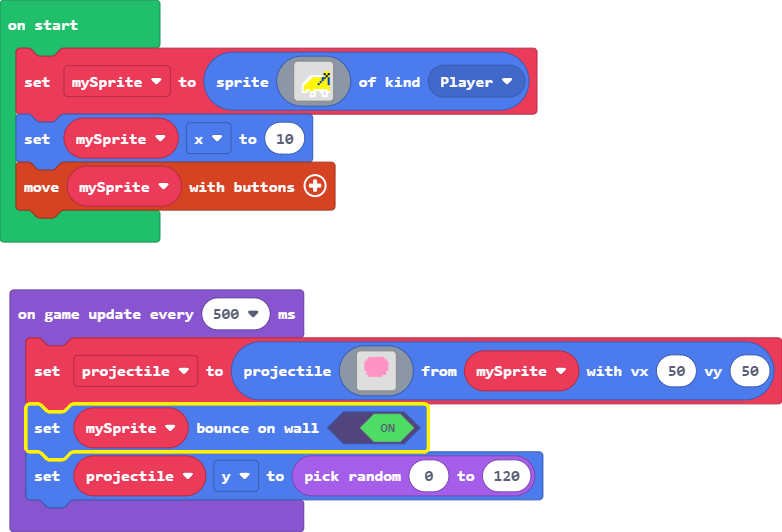 on start
set mySprite to sprite of kind Player
set mySprite x to 10
move mySprite with buttons
on game update every 500 ms
set projectile to projectile from mySprite with vx 50 vy 50
set mySprite bounce on wall ON
set projectile y to pick random 0 to 120